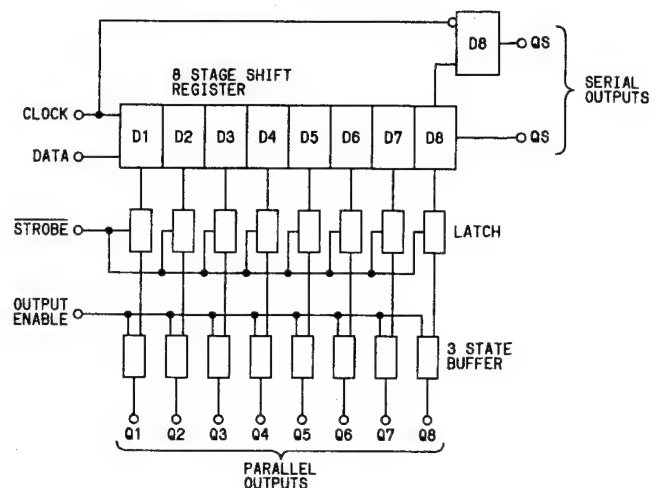 D8
QS
8 STAGE SHIFT
REGISTER
SERIAL
OUTPUTS
CLOCK
D1 D2 D3 D4 D5 D6 D7 D8
QS
DATA
STROBE
LATCH
OUTPUT
ENABLE
3 STATE
BUFFER
Q1 Q2 Q3 Q4 Q5 Q6 Q7 Q8
PARALLEL
OUTPUTS